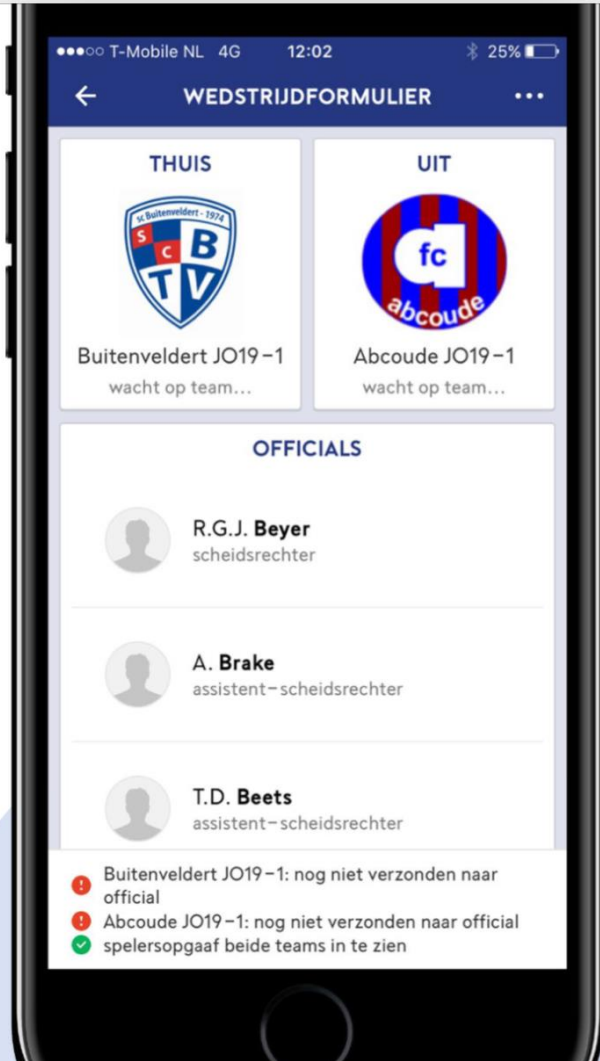 T-Mobile NL 4G 12:02 25%
WEDSTRIJDFORMULIER
THUIS
UIT
sc Buitenveldert - 1974
S B
C
T V
fc
abcoude
Buitenveldert JO19-1
Abcoude JO19-1
wacht op team...
wacht op team...
OFFICIALS
R.G.J. Beyer
scheidsrechter
A. Brake
assistent-scheidsrechter
T.D. Beets
assistent-scheidsrechter
Buitenveldert JO19-1: nog niet verzonden naar
official
Abcoude JO19-1: nog niet verzonden naar official
spelersopgaaf beide teams in te zien